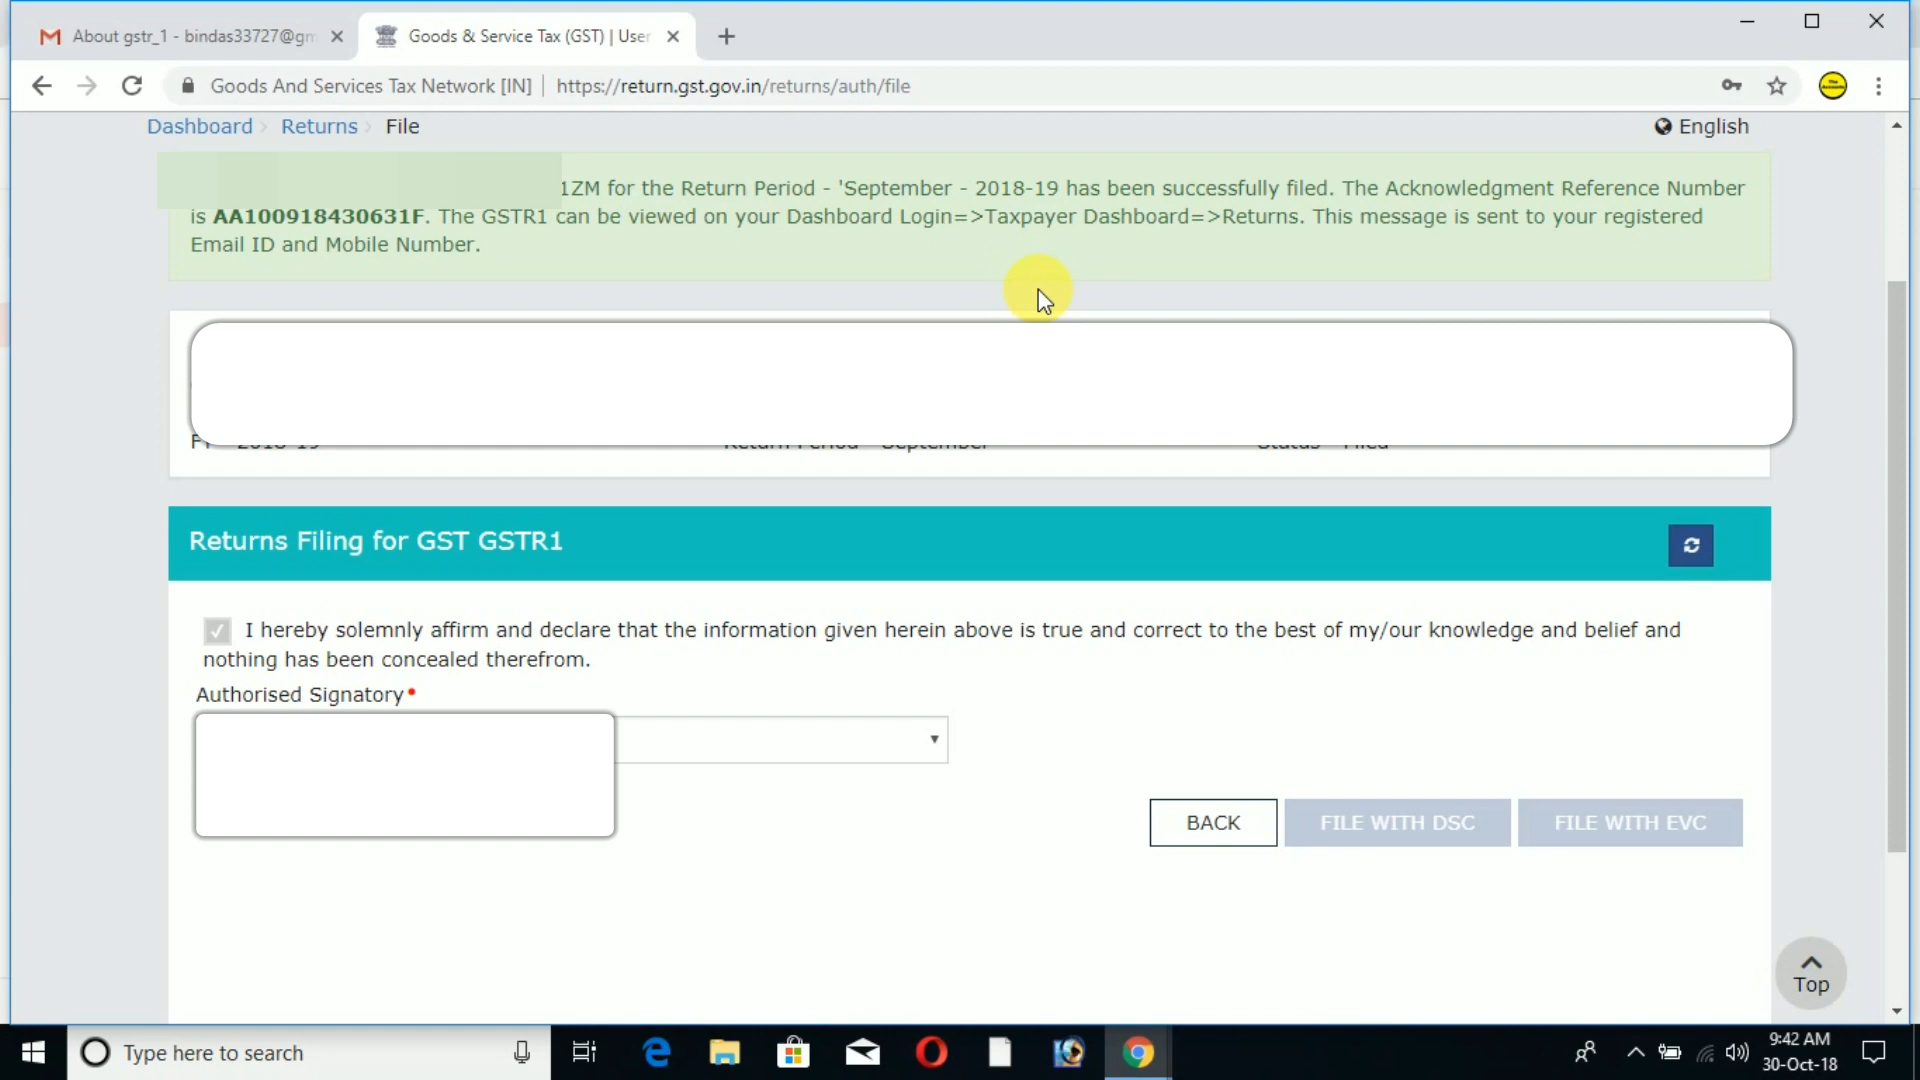 About gstr_1 - bindas33727@gm
Goods & Service Tax (GST) | User
Goods And Services Tax Network [IN] https://return.gst.gov.in/returns/auth/file
Dashboard Returns File
English
1ZM for the Return Period - 'September - 2018-19 has been successfully filed. The Acknowledgment Reference Number
is AA100918430631F. The GSTR1 can be viewed on your Dashboard Login=>Taxpayer Dashboard=>Returns. This message is sent to your registered
Email ID and Mobile Number.
Returns Filing for GST GSTR1
I hereby solemnly affirm and declare that the information given herein above is true and correct to the best of my/our knowledge and belief and
nothing has been concealed therefrom.
Authorised Signatory•
BACK
FILE WITH DSC
FILE WITH EVC
Top
Type here to search
9:42 AM
30-Oct-18